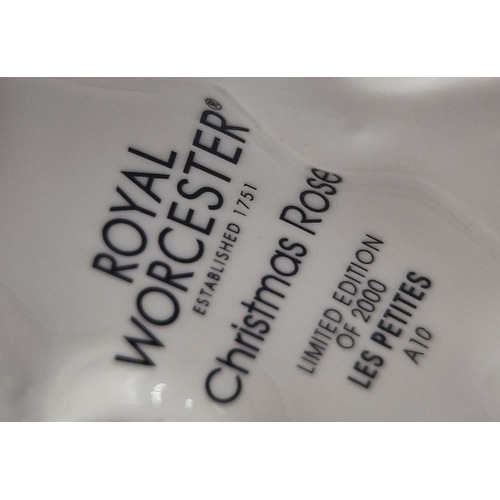 ROYAL
WORCESTER®
ESTABLISHED 1751
Christmas Rose
LIMITED EDITION
OF 2000
LES PETITES
A10